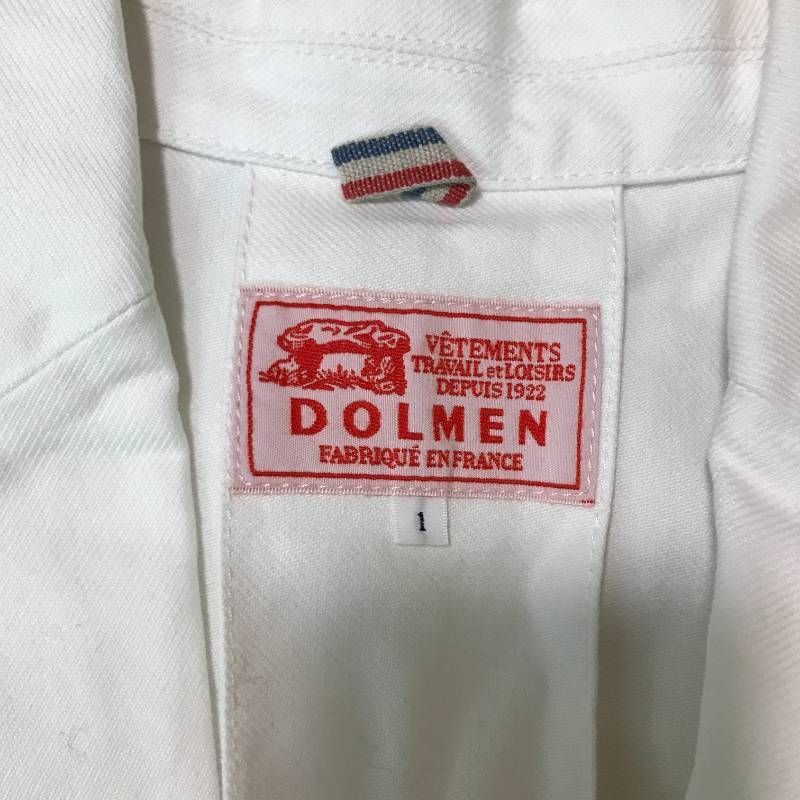 VÊTEMENTS
TRAVAIL et LOISIRS
DEPUIS 1922
DOLMEN
FABRIQUÉ EN FRANCE
1